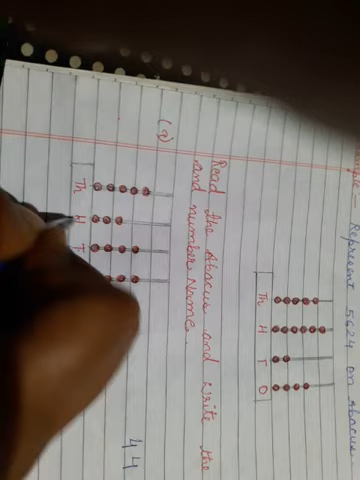 Represent 5624 on Abacus
Th H T O
Read the Abacus and write the
and number Name.
(a)
Th H T
44